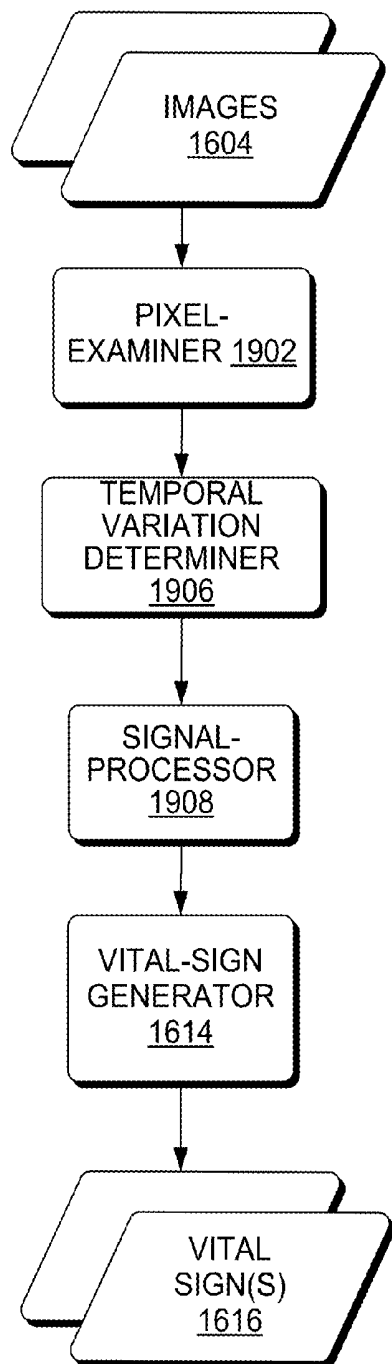 IMAGES
1604
PIXEL-
EXAMINER 1902
TEMPORAL
VARIATION
DETERMINER
1906
SIGNAL-
PROCESSOR
1908
VITAL-SIGN
GENERATOR
1614
VITAL
SIGN(S)
1616